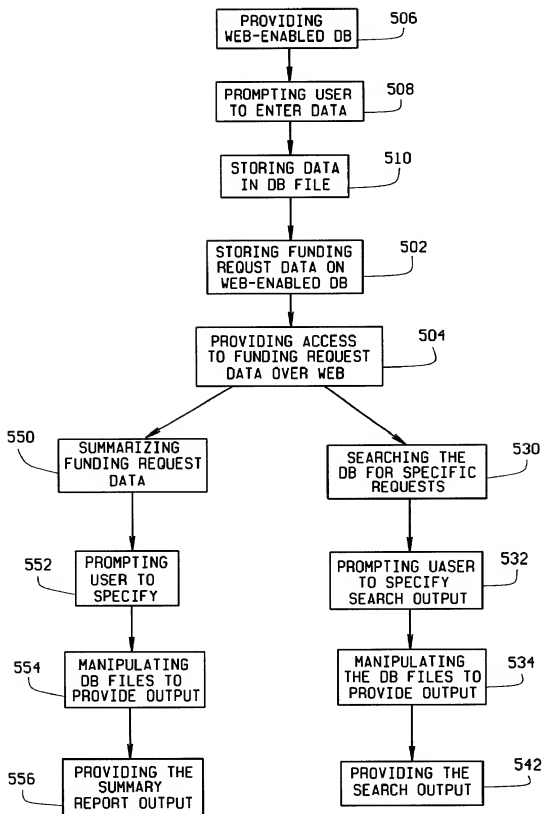 PROVIDING
WEB-ENABLED DB
506
PROMPTING USER
TO ENTER DATA
508
STORING DATA
IN DB FILE
510
STORING FUNDING
REQUST DATA ON
WEB-ENABLED DB
502
PROVIDING ACCESS
TO FUNDING REQUEST
DATA OVER WEB
504
550
SUMMARIZING
FUNDING REQUEST
DATA
SEARCHING THE
DB FOR SPECIFIC
REQUESTS
530
552
PROMPTING
USER TO
SPECIFY
PROMPTING UASER
TO SPECIFY
SEARCH OUTPUT
532
554
MANIPULATING
DB FILES TO
PROVIDE OUTPUT
MANIPULATING
THE DB FILES TO
PROVIDE OUTPUT
534
556
PROVIDING THE
SUMMARY
REPORT OUTPUT
PROVIDING THE
SEARCH OUTPUT
542